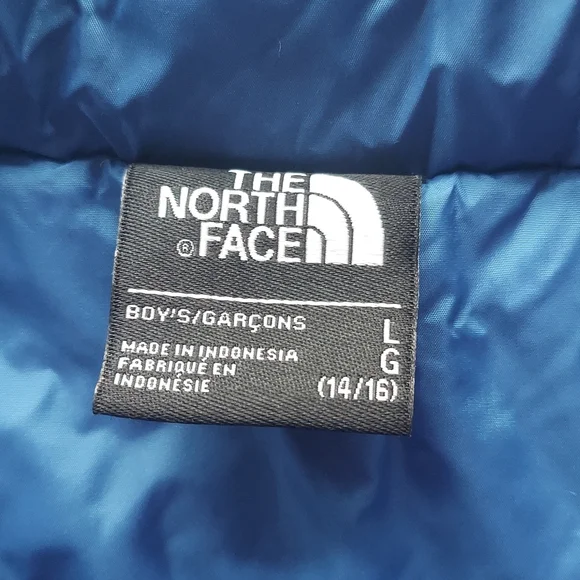 THE
NORTH
® FACE
BOY'S/GARÇONS L
G
MADE IN INDONESIA
FABRIQUÉ EN
INDONÉSIE (14/16)